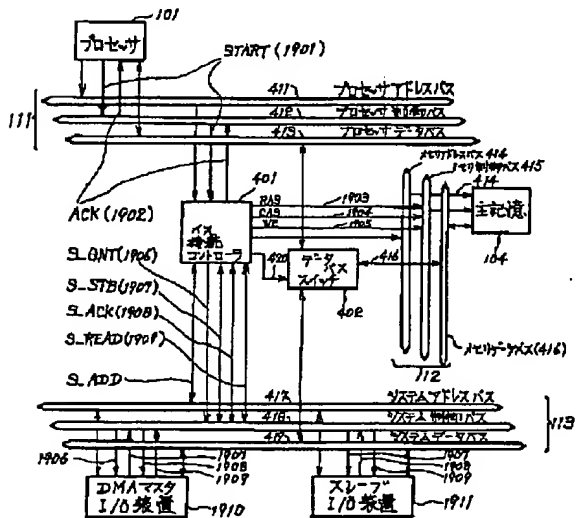 101
プロセッサ
START (1901)
411 プロセッサアドレスバス
412 プロセッサ制御バス
413 プロセッサデータバス
111
メモリアドレスバス 414
メモリ制御バス 415
414
401
RAS 1903
CAS 1904
WE 1905
主記憶
104
ACK (1902)
バス
接続
コントローラ
420
データ
バス
スイッチ
416
402
S_GNT (1906)
S_STB (1907)
S_ACK (1908)
S_READ (1909)
S_ADD
112
メモリデータバス (416)
417 システムアドレスバス
418 システム制御バス
419 システムデータバス
113
1906
1907
1908
1909
1907
1908
1909
DMAマスタ
I/O装置
1910
スレーブ
I/O装置
1911